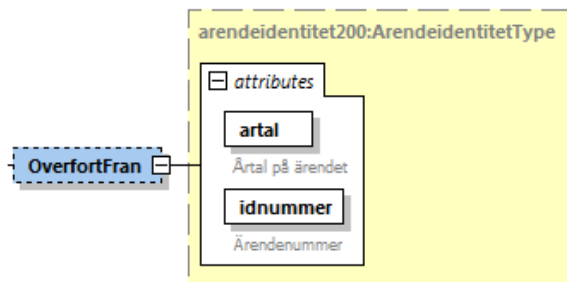 arendeidentitet200:ArendeidentitetType
attributes
artal
Årtal på ärendet
OverfortFran
idnummer
Ärendenummer